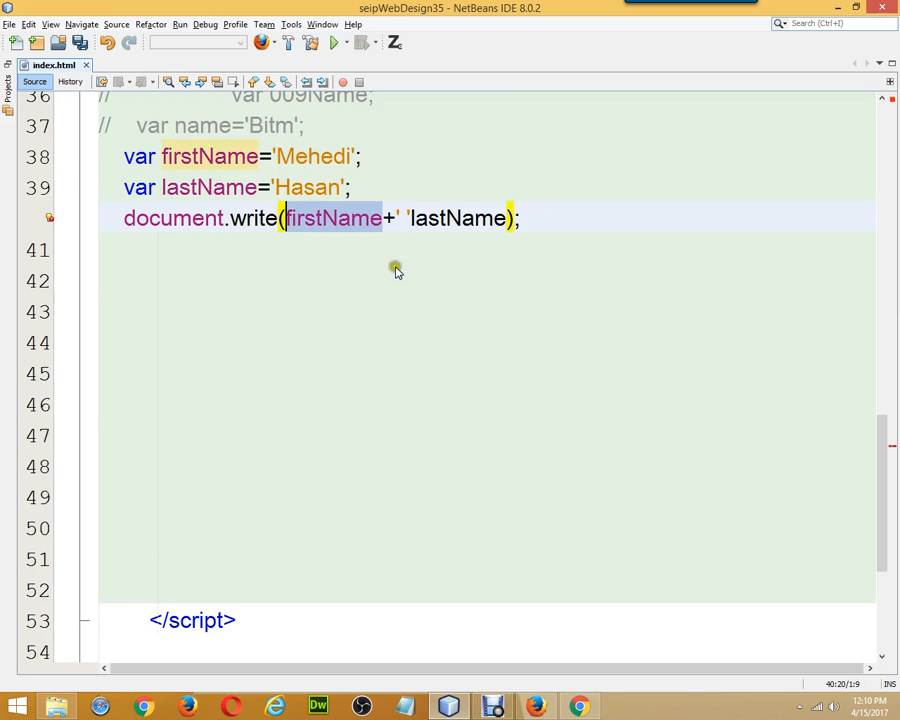 seipWebDesign35 - NetBeans IDE 8.0.2
File Edit View Navigate Source Refactor Run Debug Profile Team Tools Window Help
Search (Ctrl+I)
index.html
Projects
Source History
36 // var 009Name;
37 // var name='Bitm';
38 var firstName='Mehedi';
39 var lastName='Hasan';
document.write(firstName+' 'lastName);
41
42
43
44
45
46
47
48
49
50
51
52
53 </script>
54
40:20/1:9 INS
Dw
12:10 PM
4/15/2017